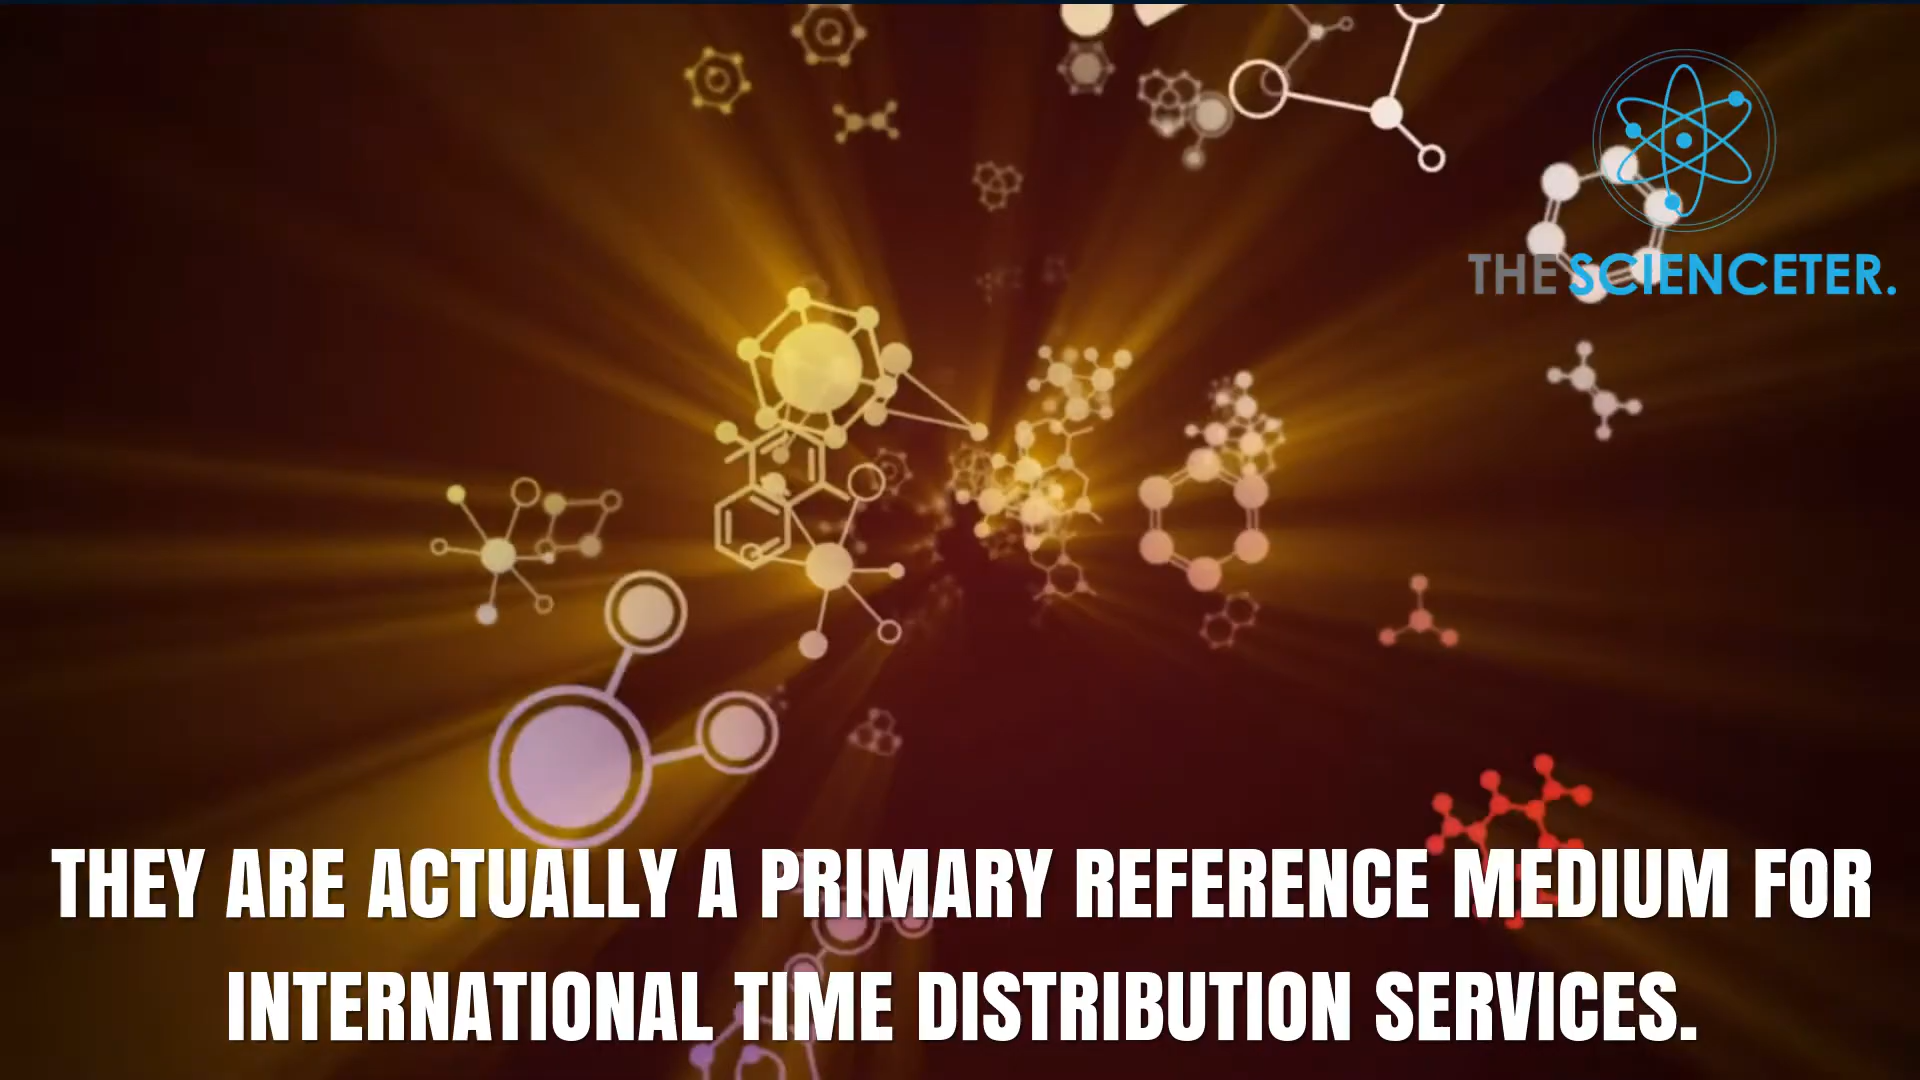 THE SCIENCETER.
THEY ARE ACTUALLY A PRIMARY REFERENCE MEDIUM FOR
INTERNATIONAL TIME DISTRIBUTION SERVICES.